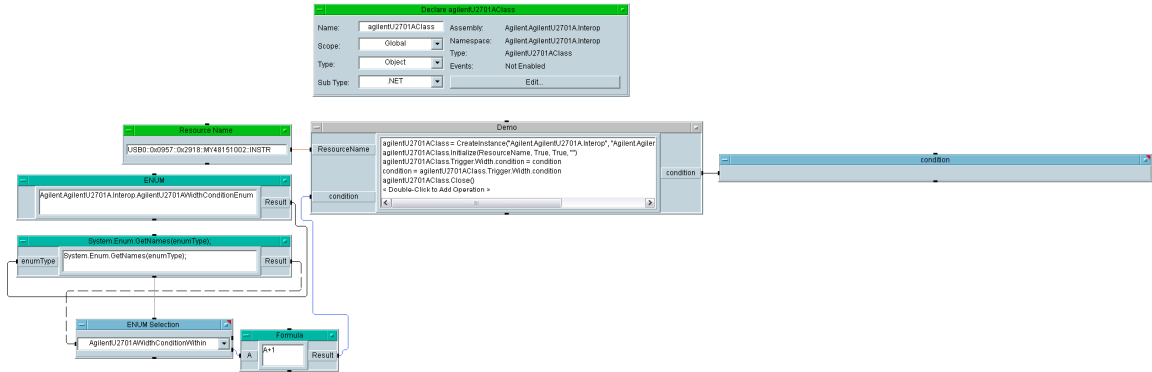 Declare agilentU2701AClass
Name: agilentU2701AClass Assembly: Agilent.AgilentU2701A.Interop
Scope: Global Namespace: Agilent.AgilentU2701A.Interop
Type: AgilentU2701AClass
Type: Object Events: Not Enabled
Sub Type: .NET Edit...
Resource Name
USB0::0x0957::0x2918::MY48151002::INSTR
Demo
ResourceName
condition
agilentU2701AClass = CreateInstance("Agilent.AgilentU2701A.Interop", "Agilent.Agiler
agilentU2701AClass.Initialize(ResourceName, True, True, "")
agilentU2701AClass.Trigger.Width.condition = condition
condition = agilentU2701AClass.Trigger.Width.condition
agilentU2701AClass.Close()
< Double-Click to Add Operation >
condition
condition
ENUM
Agilent.AgilentU2701A.Interop.AgilentU2701AWidthConditionEnum
Result
System.Enum.GetNames(enumType);
enumType System.Enum.GetNames(enumType); Result
ENUM Selection
AgilentU2701AWidthConditionWithin
Formula
A A+1 Result